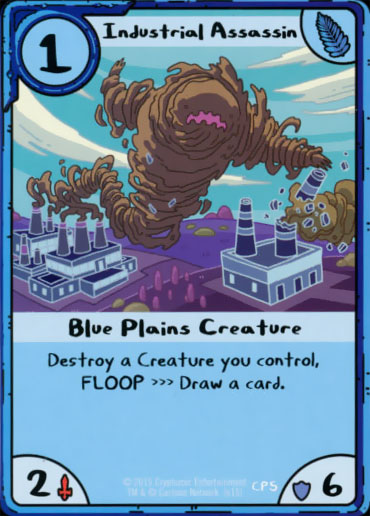 1
Industrial Assassin
Blue Plains Creature
Destroy a Creature you control,
FLOOP >>> Draw a card.
2
© 2015 Cryptozoic Entertainment
TM & © Cartoon Network
CPS
6